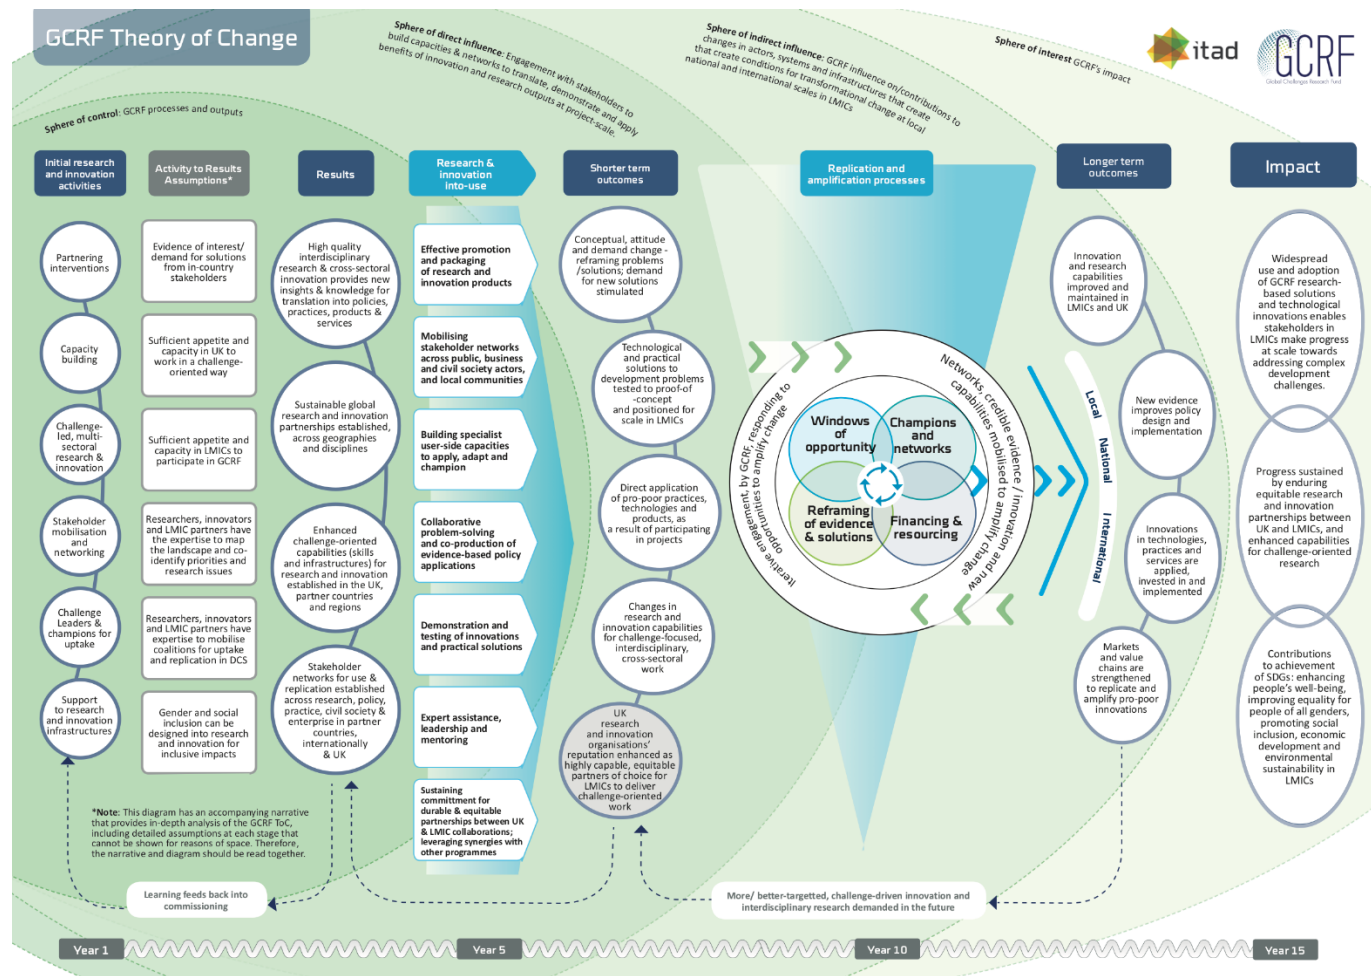 GCRF Theory of Change
Sphere of direct influence: Engagement with stakeholders to
build capacities & networks to translate, demonstrate and apply
benefits of innovation and research outputs at project-scale.
Sphere of indirect influence: GCRF influence on/contributions to
changes in actors, systems and infrastructures that create
that create conditions for transformational change at local
national and international scales in LMICs
Sphere of interest GCRF's impact
itad
GCRF
Global Challenges Research Fund
Sphere of control: GCRF processes and outputs
Initial research
and innovation
activities
Activity to Results
Assumptions*
Results
Research &
innovation
into-use
Shorter term
outcomes
Replication and
amplification processes
Longer term
outcomes
Impact
Partnering
interventions
Capacity
building
Challenge-
led, multi-
sectoral
research &
innovation
Stakeholder
mobilisation
and
networking
Challenge
Leaders &
champions for
uptake
Support
to research
and innovation
infrastructures
Evidence of interest/
demand for solutions
from in-country
stakeholders
Sufficient appetite and
capacity in UK to
work in a challenge-
oriented way
Sufficient appetite and
capacity in LMICs to
participate in GCRF
Researchers, innovators
and LMIC partners have
the expertise to map
the landscape and co-
identify priorities and
research issues
Researchers, innovators
and LMIC partners have
expertise to mobilise
coalitions for uptake
and replication in DCS
Gender and social
inclusion can be
designed into research
and innovation for
inclusive impacts
High quality
interdisciplinary
research & cross-sectoral
innovation provides new
insights & knowledge for
translation into policies,
practices, products &
services
Sustainable global
research and innovation
partnerships established,
across geographies
and disciplines
Enhanced
challenge-oriented
capabilities (skills
and infrastructures) for
research and innovation
established in the UK,
partner countries
and regions
Stakeholder
networks for use &
replication established
across research, policy,
practice, civil society &
enterprise in partner
countries,
internationally
& UK
Effective promotion
and packaging
of research and
innovation products
Mobilising
stakeholder networks
across public, business
and civil society actors,
and local communities
Building specialist
user-side capacities
to apply, adapt and
champion
Collaborative
problem-solving
and co-production of
evidence-based policy
applications
Demonstration and
testing of innovations
and practical solutions
Expert assistance,
leadership and
mentoring
Sustaining
committment for
durable & equitable
partnerships between UK
& LMIC collaborations;
leveraging synergies with
other programmes
Conceptual, attitude
and demand change -
reframing problems
/solutions; demand
for new solutions
stimulated
Technological
and practical
solutions to
development problems
tested to proof-of
-concept
and positioned for
scale in LMICs
Direct application
of pro-poor practices,
technologies and
products, as
a result of participating
in projects
Changes in
research and
innovation capabilities
for challenge-focused,
interdisciplinary,
cross-sectoral
work
UK
research
and innovation
organisations'
reputation enhanced as
highly capable, equitable
partners of choice for
LMICs to deliver
challenge-oriented
work
Iterative engagement, by GCRF, responding to
opportunities to amplify change
Networks, credible evidence / innovation and new
capabilities mobilised to amplify change
Windows
of
opportunity
Champions
and
networks
Reframing
of evidence
& solutions
Financing &
resourcing
Local
National
International
Innovation
and research
capabilities
improved and
maintained in
LMICs and UK
New evidence
improves policy
design and
implementation
Innovations
in technologies,
practices and
services are
applied,
invested in and
implemented
Markets
and value
chains are
strengthened
to replicate and
amplify pro-poor
innovations
Widespread
use and adoption
of GCRF research-
based solutions
and technological
innovations enables
stakeholders in
LMICs make progress
at scale towards
addressing complex
development
challenges.
Progress sustained
by enduring
equitable research
and innovation
partnerships between
UK and LMICs, and
enhanced capabilities
for challenge-oriented
research
Contributions
to achievement
of SDGs: enhancing
people's well-being,
improving equality for
people of all genders,
promoting social
inclusion, economic
development and
environmental
sustainability in
LMICs
*Note: This diagram has an accompanying narrative
that provides in-depth analysis of the GCRF ToC,
including detailed assumptions at each stage that
cannot be shown for reasons of space. Therefore,
the narrative and diagram should be read together.
Learning feeds back into
commissioning
More/ better-targetted, challenge-driven innovation and
interdisciplinary research demanded in the future
Year 1
Year 5
Year 10
Year 15